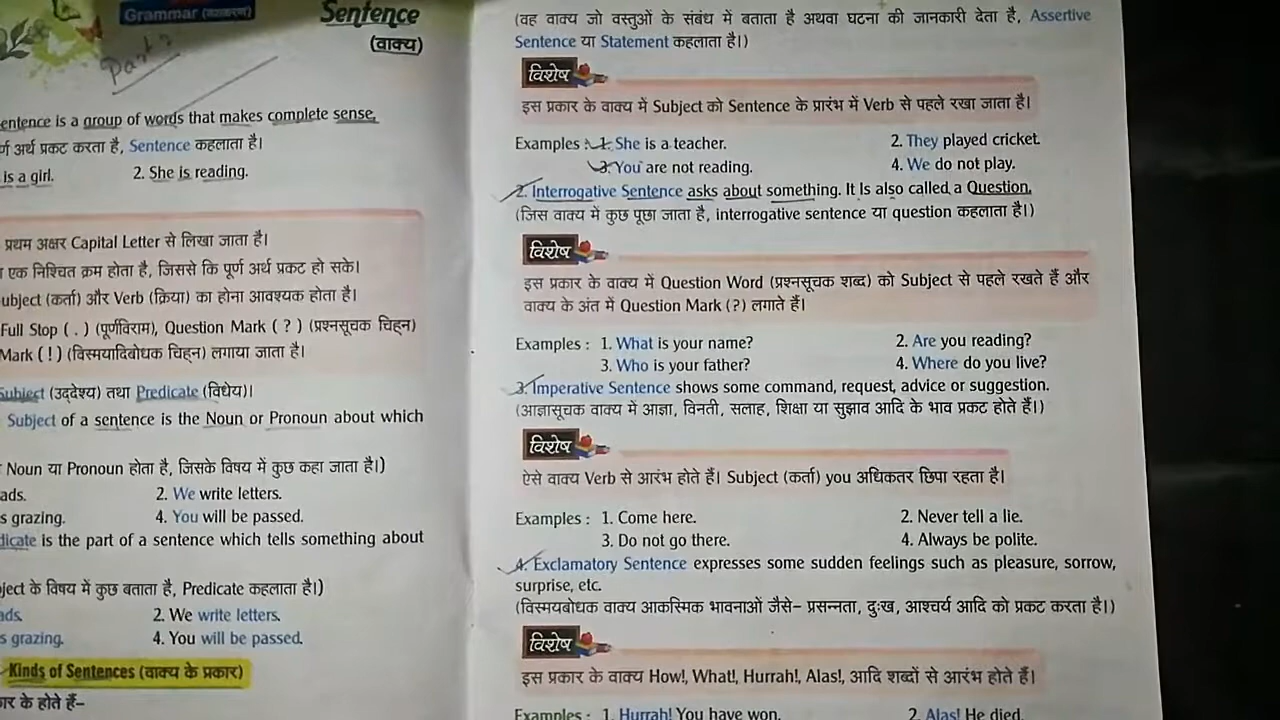 Grammar (व्याकरण)
Sentence
(वाक्य)
Part
entence is a group of words that makes complete sense.
र्ण अर्थ प्रकट करता है, Sentence कहलाता है।
is a girl. 2. She is reading.
प्रथम अक्षर Capital Letter से लिखा जाता है।
एक निश्चित क्रम होता है, जिससे कि पूर्ण अर्थ प्रकट हो सके।
ubject (कर्ता) और Verb (क्रिया) का होना आवश्यक होता है।
Full Stop ( . ) (पूर्णविराम), Question Mark ( ? ) (प्रश्नसूचक चिह्न)
Mark ( ! ) (विस्मयादिबोधक चिह्न) लगाया जाता है।
Subject (उद्देश्य) तथा Predicate (विधेय)।
Subject of a sentence is the Noun or Pronoun about which
Noun या Pronoun होता है, जिसके विषय में कुछ कहा जाता है।)
ads. 2. We write letters.
s grazing. 4. You will be passed.
dicate is the part of a sentence which tells something about
ject के विषय में कुछ बताता है, Predicate कहलाता है।)
ads. 2. We write letters.
s grazing. 4. You will be passed.
Kinds of Sentences (वाक्य के प्रकार)
कार के होते हैं–
(वह वाक्य जो वस्तुओं के संबंध में बताता है अथवा घटना की जानकारी देता है, Assertive
Sentence या Statement कहलाता है।)
विशेष
इस प्रकार के वाक्य में Subject को Sentence के प्रारंभ में Verb से पहले रखा जाता है।
Examples : 1. She is a teacher. 2. They played cricket.
3. You are not reading. 4. We do not play.
2. Interrogative Sentence asks about something. It Is also called a Question.
(जिस वाक्य में कुछ पूछा जाता है, interrogative sentence या question कहलाता है।)
विशेष
इस प्रकार के वाक्य में Question Word (प्रश्नसूचक शब्द) को Subject से पहले रखते हैं और
वाक्य के अंत में Question Mark (?) लगाते हैं।
Examples : 1. What is your name? 2. Are you reading?
3. Who is your father? 4. Where do you live?
3. Imperative Sentence shows some command, request, advice or suggestion.
(आज्ञासूचक वाक्य में आज्ञा, विनती, सलाह, शिक्षा या सुझाव आदि के भाव प्रकट होते हैं।)
विशेष
ऐसे वाक्य Verb से आरंभ होते हैं। Subject (कर्ता) you अधिकतर छिपा रहता है।
Examples : 1. Come here. 2. Never tell a lie.
3. Do not go there. 4. Always be polite.
4. Exclamatory Sentence expresses some sudden feelings such as pleasure, sorrow,
surprise, etc.
(विस्मयबोधक वाक्य आकस्मिक भावनाओं जैसे– प्रसन्नता, दुःख, आश्चर्य आदि को प्रकट करता है।)
विशेष
इस प्रकार के वाक्य How!, What!, Hurrah!, Alas!, आदि शब्दों से आरंभ होते हैं।
Examples : 1. Hurrah! You have won. 2. Alas! He died.